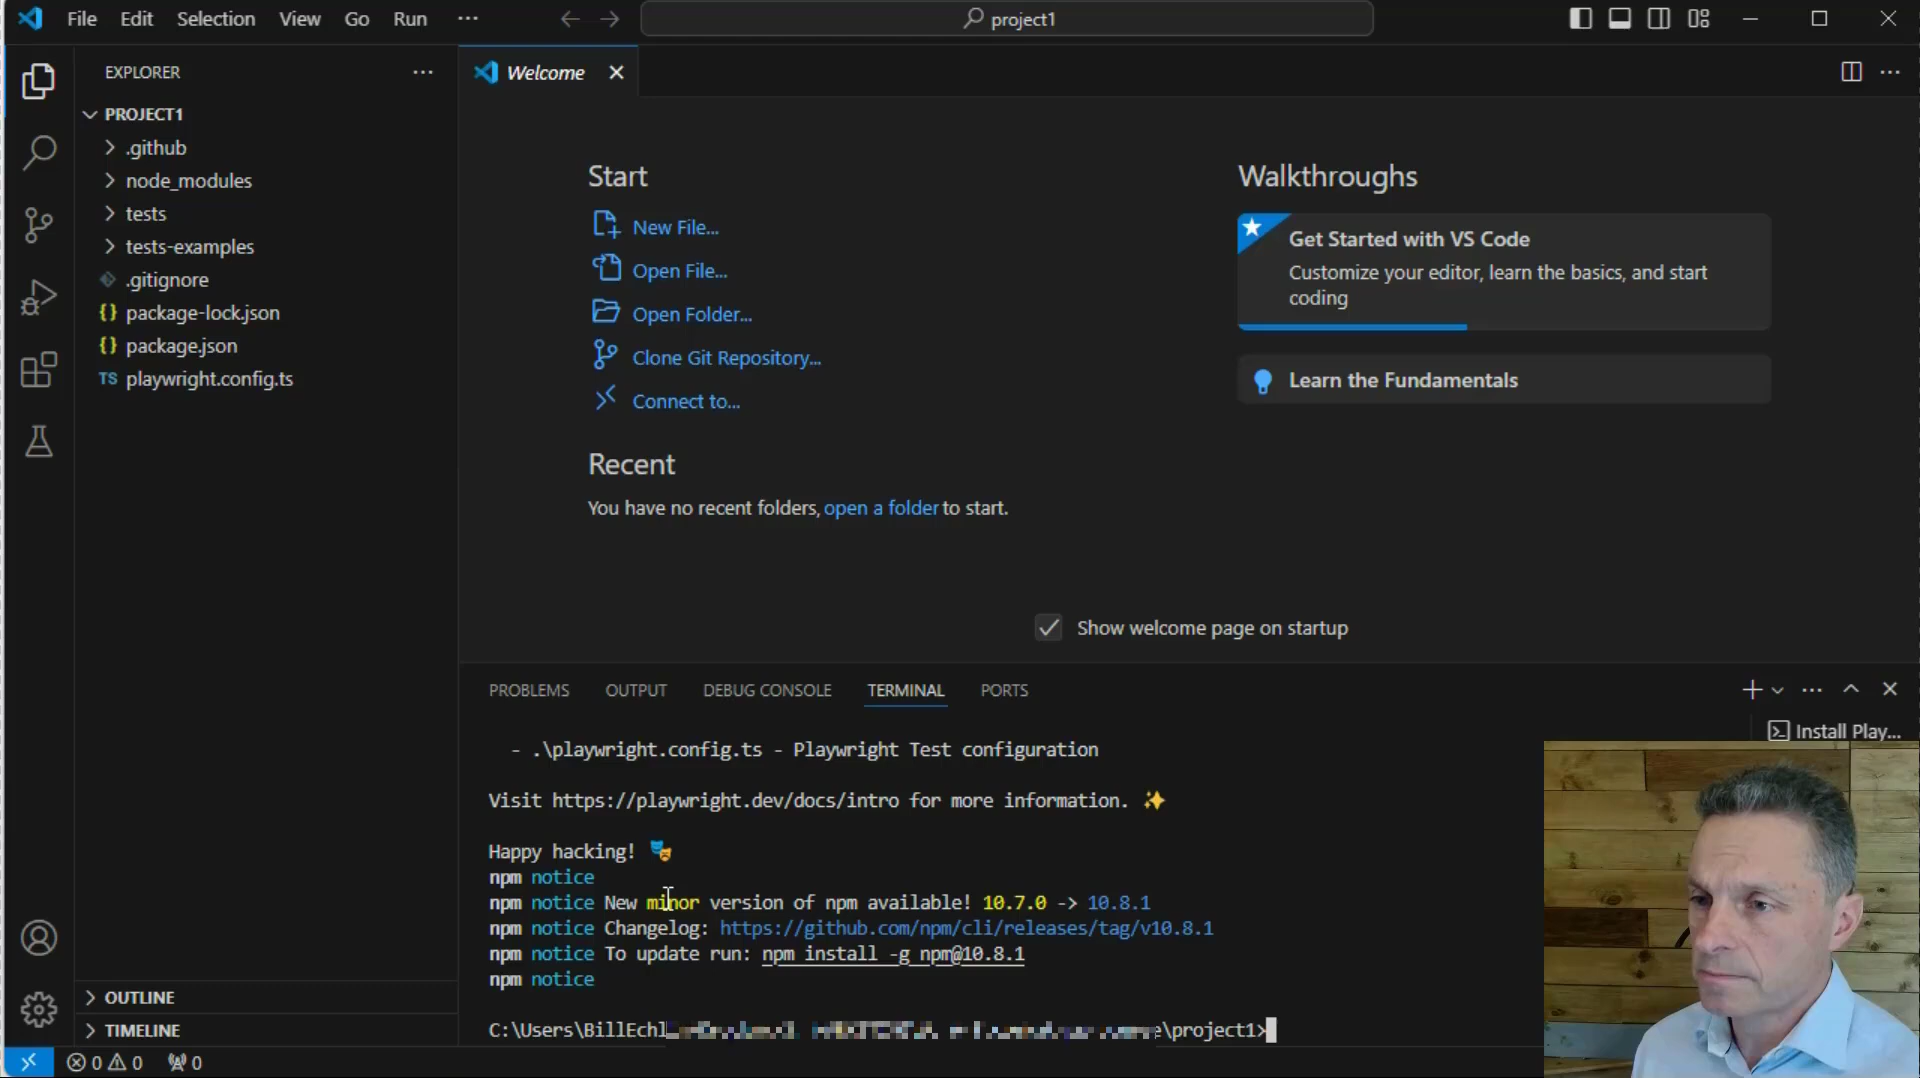 File Edit Selection View Go Run ··· project1
EXPLORER ···
PROJECT1
.github
node_modules
tests
tests-examples
.gitignore
{} package-lock.json
{} package.json
TS playwright.config.ts
OUTLINE
TIMELINE
Welcome
Start
New File...
Open File...
Open Folder...
Clone Git Repository...
Connect to...
Recent
You have no recent folders, open a folder to start.
Walkthroughs
Get Started with VS Code
Customize your editor, learn the basics, and start
coding
Learn the Fundamentals
Show welcome page on startup
PROBLEMS OUTPUT DEBUG CONSOLE TERMINAL PORTS
Install Play...
- .\playwright.config.ts - Playwright Test configuration
Visit https://playwright.dev/docs/intro for more information. ✨
Happy hacking! 🎭
npm notice
npm notice New minor version of npm available! 10.7.0 -> 10.8.1
npm notice Changelog: https://github.com/npm/cli/releases/tag/v10.8.1
npm notice To update run: npm install -g npm@10.8.1
npm notice
C:\Users\BillEchl e\project1>
0 0 0